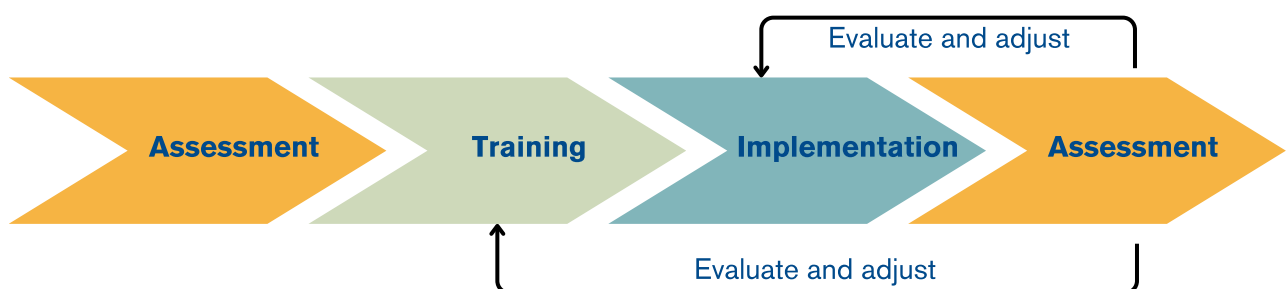 Evaluate and adjust
Assessment
Training
Implementation
Assessment
Evaluate and adjust